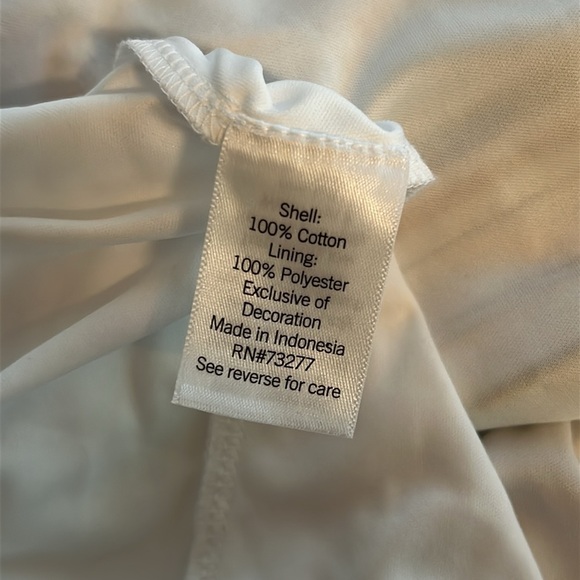 Shell:
100% Cotton
Lining:
100% Polyester
Exclusive of
Decoration
Made in Indonesia
RN#73277
See reverse for care